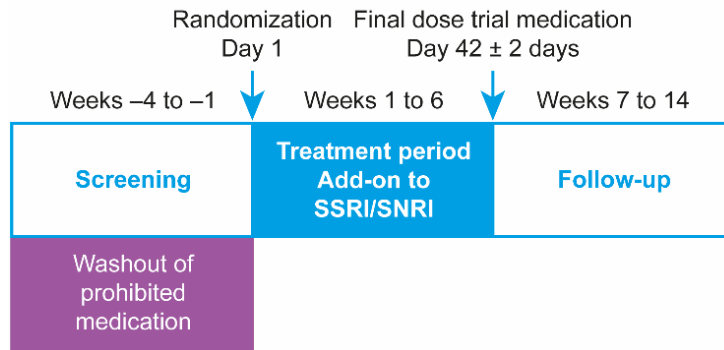 Randomization
Day 1
Final dose trial medication
Day 42 ± 2 days
Weeks –4 to –1
Weeks 1 to 6
Weeks 7 to 14
Screening
Treatment period
Add-on to
SSRI/SNRI
Follow-up
Washout of
prohibited
medication